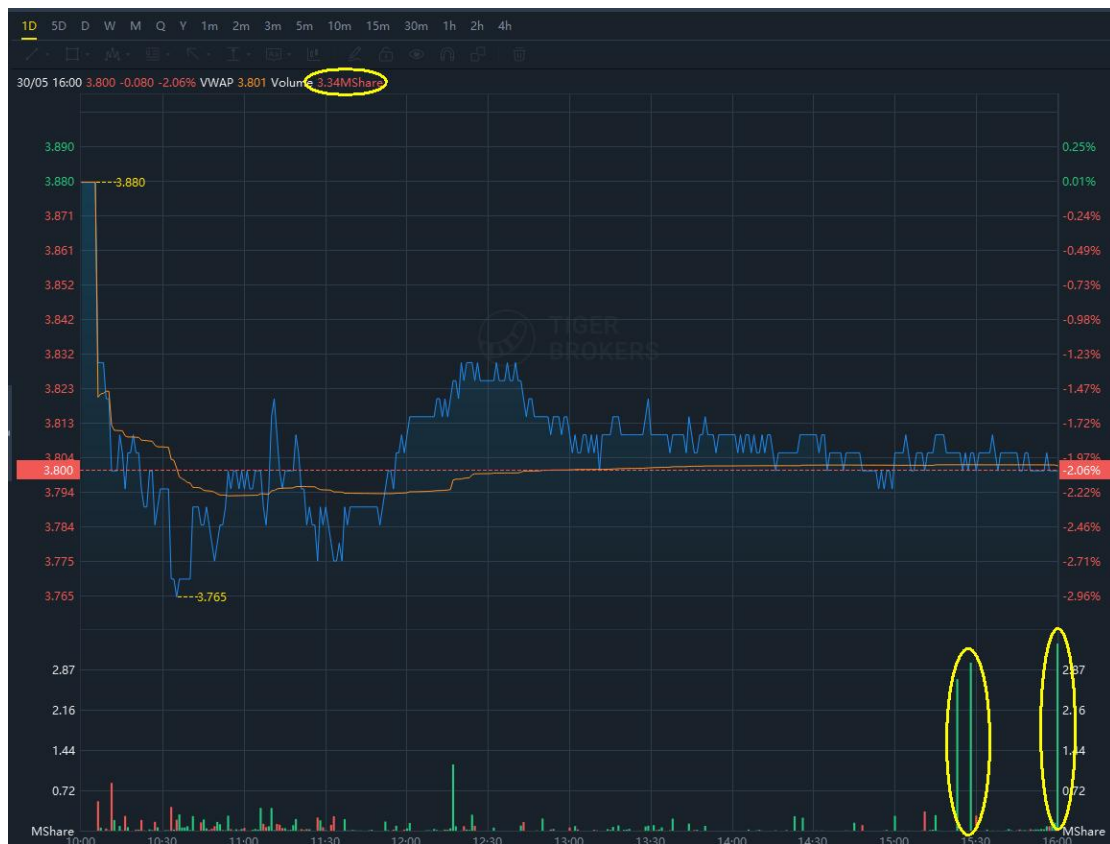 1D 5D D W M Q Y 1m 2m 3m 5m 10m 15m 30m 1h 2h 4h
30/05 16:00 3.800 -0.080 -2.06% VWAP 3.801 Volume 3.34MShare
3.890 0.25%
3.880 3.880 0.01%
3.871 -0.24%
3.861 -0.49%
3.852 -0.73%
3.842 -0.98%
TIGER
BROKERS
3.832 -1.23%
3.823 -1.47%
3.813 -1.72%
3.804 -1.97%
3.800 -2.06%
3.794 -2.22%
3.784 -2.46%
3.775 -2.71%
3.765 3.765 -2.96%
2.87 2.87
2.16 2.16
1.44 1.44
0.72 0.72
MShare MShare
10:00 10:30 11:00 11:30 12:00 12:30 13:00 13:30 14:00 14:30 15:00 15:30 16:00